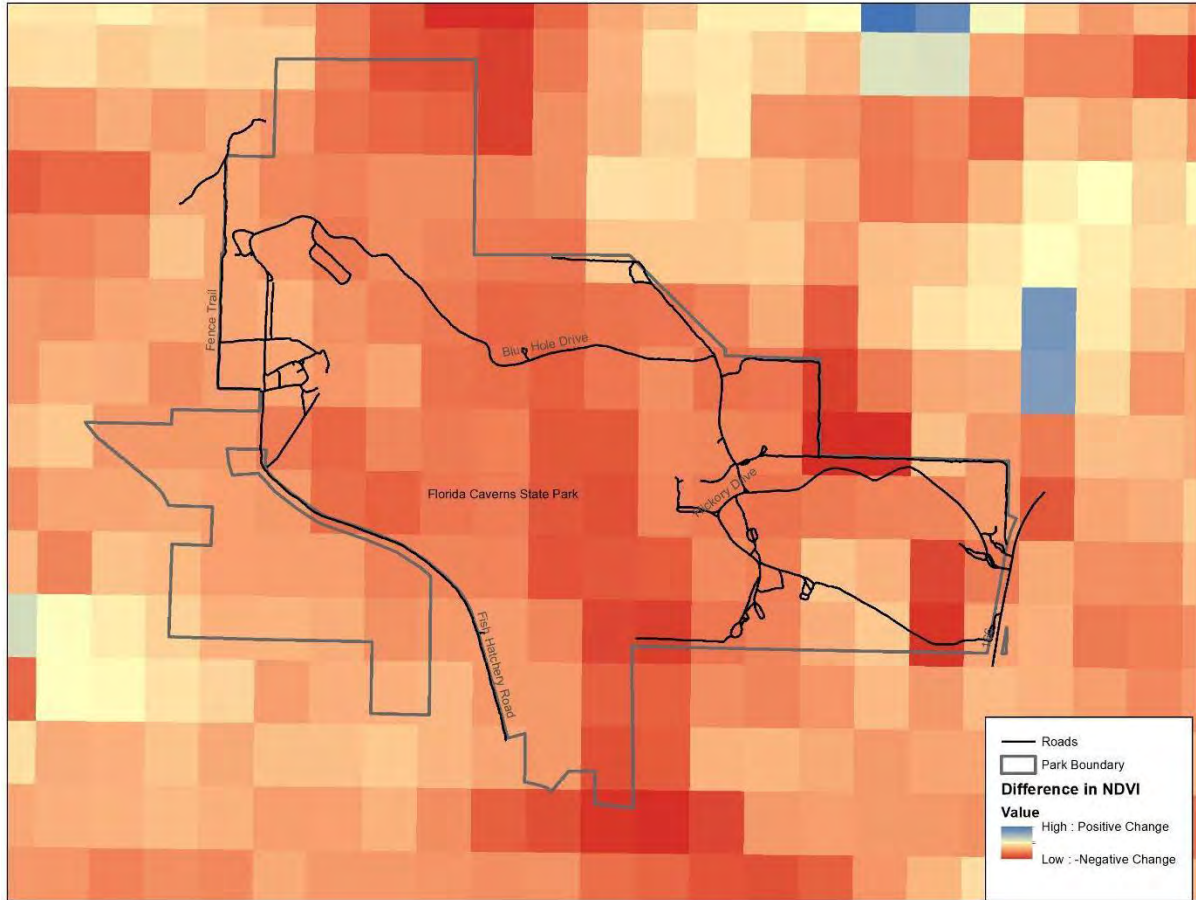 Fence Trail
Blue Hole Drive
Hickory Drive
Florida Caverns State Park
Fish Hatchery Road
Roads
Park Boundary
Difference in NDVI
Value
High : Positive Change
Low : -Negative Change